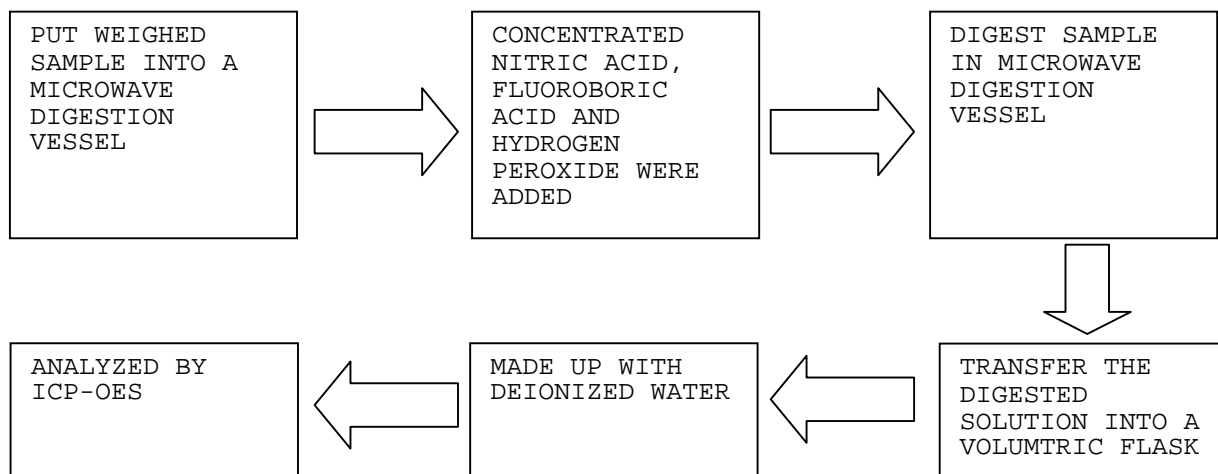 PUT WEIGHED
SAMPLE INTO A
MICROWAVE
DIGESTION
VESSEL
CONCENTRATED
NITRIC ACID,
FLUOROBORIC
ACID AND
HYDROGEN
PEROXIDE WERE
ADDED
DIGEST SAMPLE
IN MICROWAVE
DIGESTION
VESSEL
TRANSFER THE
DIGESTED
SOLUTION INTO A
VOLUMTRIC FLASK
MADE UP WITH
DEIONIZED WATER
ANALYZED BY
ICP-OES